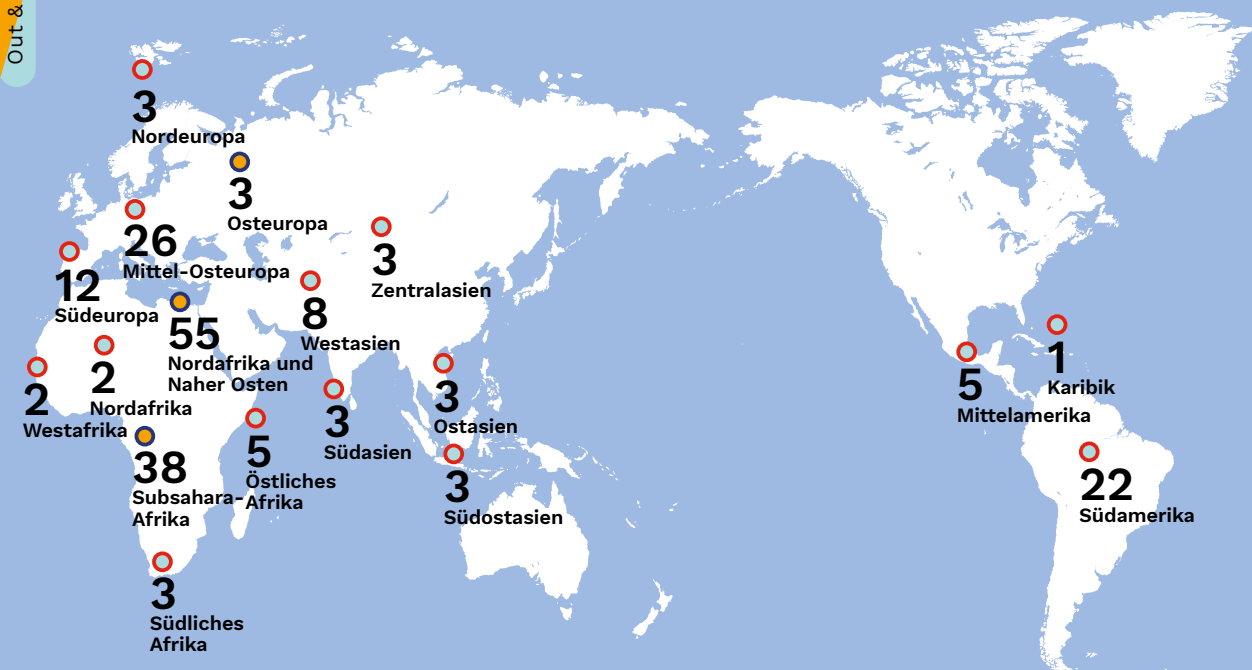 Out &
3
Nordeuropa
3
Osteuropa
26
Mittel-Osteuropa
3
Zentralasien
12
Südeuropa
8
Westasien
55
Nordafrika und
Naher Osten
2
Nordafrika
2
Westafrika
3
Südasien
3
Ostasien
38
Subsahara-
Afrika
5
Östliches
Afrika
3
Südostasien
3
Südliches
Afrika
1
Karibik
5
Mittelamerika
22
Südamerika